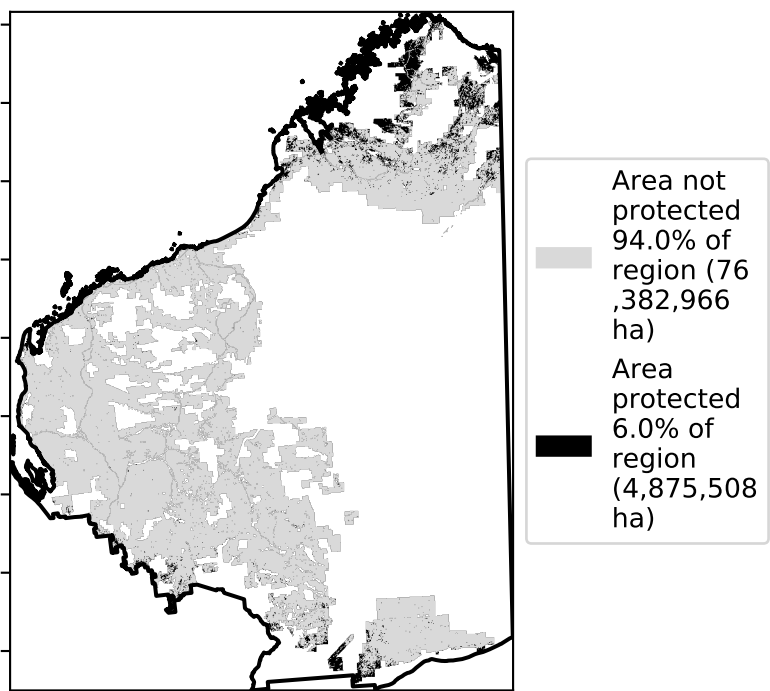 Area not
protected
94.0% of
region (76
,382,966
ha)
Area
protected
6.0% of
region
(4,875,508
ha)